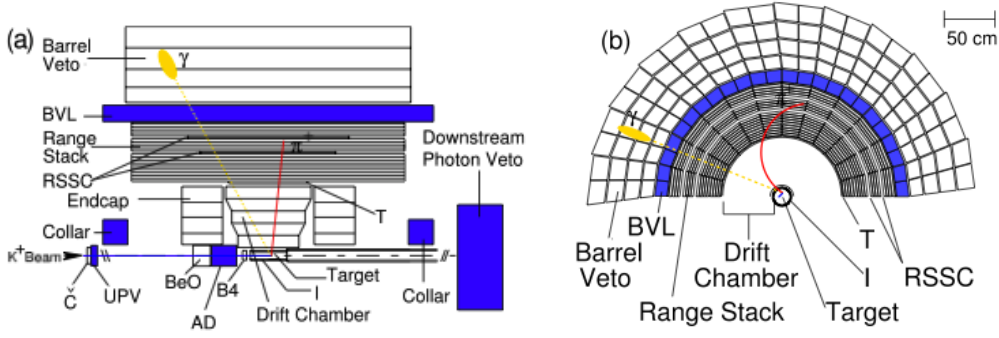 (a)
Barrel
Veto
γ
BVL
Range
Stack
π+
RSSC
Endcap
T
Downstream
Photon Veto
Collar
K+ Beam
Č
UPV
BeO
AD
B4
Target
I
Drift Chamber
Collar
(b)
50 cm
π+
γ
BVL
Barrel
Veto
Drift
Chamber
Range Stack
T
I
RSSC
Target